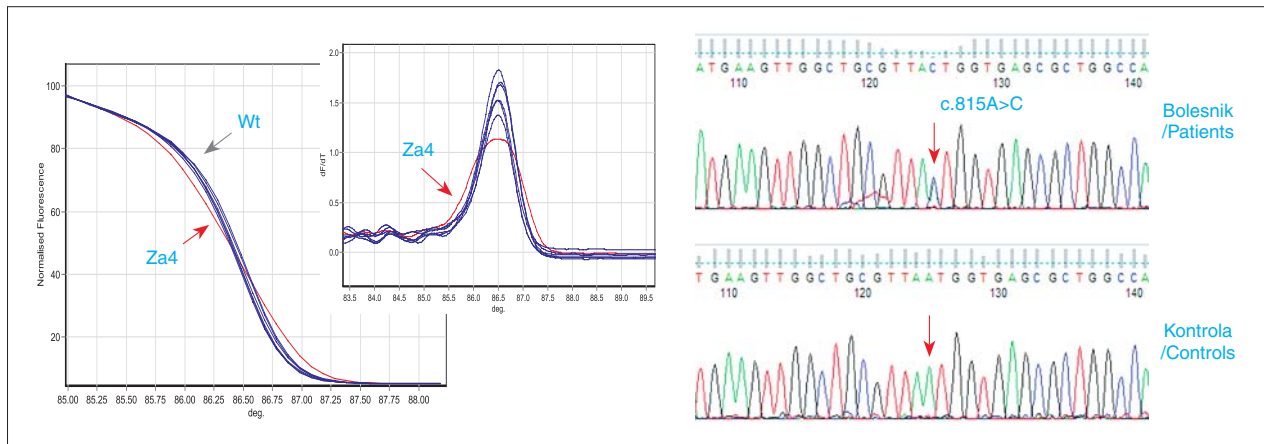 Normalised Fluorescence
100
80
60
40
20
Wt
Za4
85.00 85.25 85.50 85.75 86.00 86.25 86.50 86.75 87.00 87.25 87.50 87.75 88.00
deg.
dF/dT
2.0
1.5
1.0
0.5
0.0
Za4
83.5 84.0 84.5 85.0 85.5 86.0 86.5 87.0 87.5 88.0 88.5 89.0 89.5
deg.
A T G A A G T T G G C T G C G T T A C T G G T G A G C G C T G G C C A
110 120 130 140
c.815A>C
Bolesnik
/Patients
T G A A G T T G G C T G C G T T A A T G G T G A G C G C T G G C C A
110 120 130 140
Kontrola
/Controls